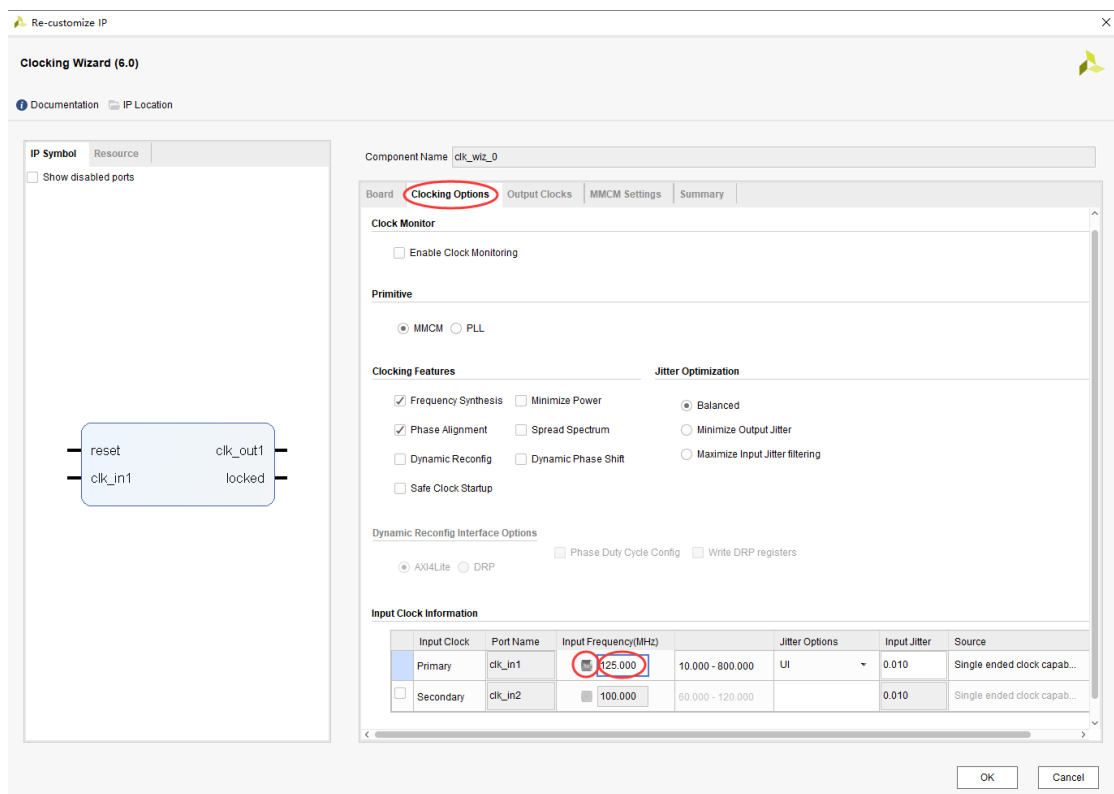 Re-customize IP
Clocking Wizard (6.0)
Documentation IP Location
IP Symbol Resource
Show disabled ports
reset clk_out1
clk_in1 locked
Component Name clk_wiz_0
Board Clocking Options Output Clocks MMCM Settings Summary
Clock Monitor
Enable Clock Monitoring
Primitive
MMCM PLL
Clocking Features Jitter Optimization
Frequency Synthesis Minimize Power Balanced
Phase Alignment Spread Spectrum Minimize Output Jitter
Dynamic Reconfig Dynamic Phase Shift Maximize Input Jitter filtering
Safe Clock Startup
Dynamic Reconfig Interface Options
Phase Duty Cycle Config Write DRP registers
AXI4Lite DRP
Input Clock Information
Input Clock Port Name Input Frequency(MHz) Jitter Options Input Jitter Source
Primary clk_in1 125.000 10.000 - 800.000 UI 0.010 Single ended clock capab...
Secondary clk_in2 100.000 60.000 - 120.000 0.010 Single ended clock capab...
OK Cancel